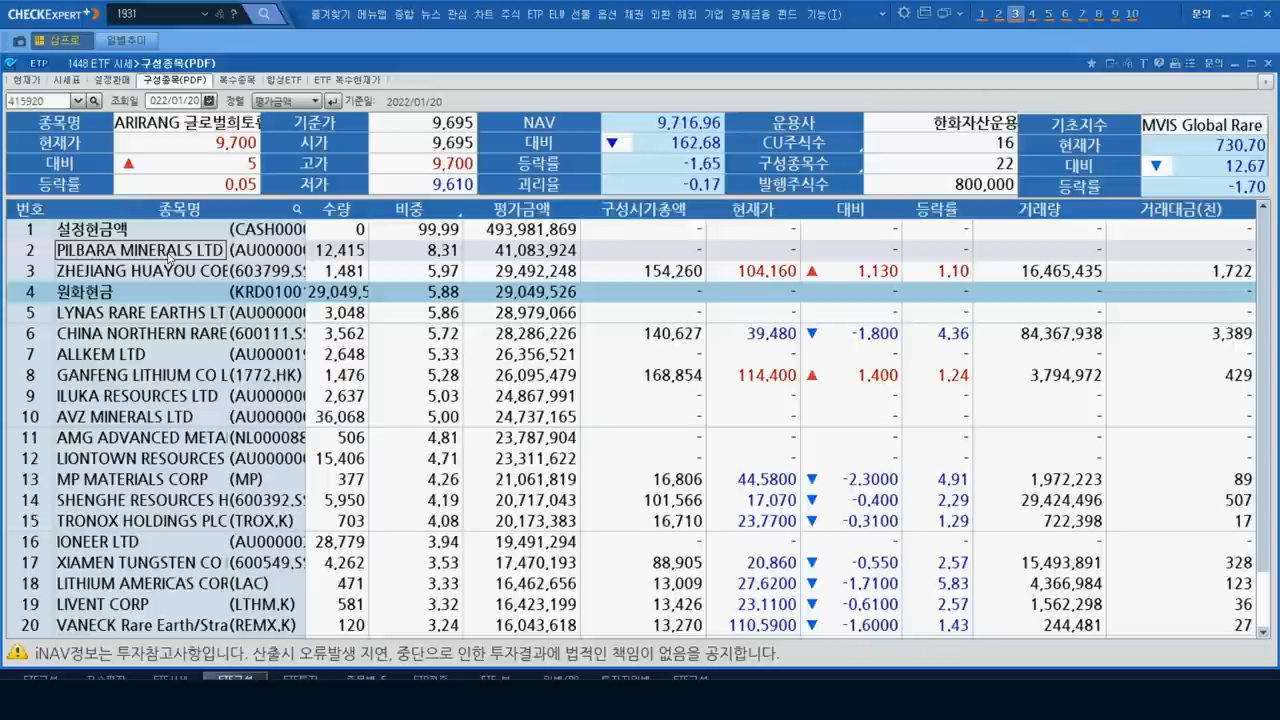 CHECKEXPERT+ 1931 즐겨찾기 메뉴맵 종합 뉴스 관심 차트 주식 ETP ELW 선물 옵션 채권 외환 해외 기업 경제금융 펀드 기능(I) 1 2 3 4 5 6 7 8 9 10 문의
삼프로 일별추이
ETP 1448 ETF 시세>구성종목(PDF) T 문의
현재가 시세표 설정환매 구성종목(PDF) 복수종목 합성ETF ETF 복수현재가
415920 조회일 022/01/20 정렬 평가금액 기준일: 2022/01/20
종목명 ARIRANG 글로벌희토류 기준가 9,695 NAV 9,716.96 운용사 한화자산운용 기초지수 MVIS Global Rare
현재가 9,700 시가 9,695 대비 ▼ 162.68 CU주식수 16 현재가 730.70
대비 ▲ 5 고가 9,700 등락률 -1.65 구성종목수 22 대비 ▼ 12.67
등락률 0.05 저가 9,610 괴리율 -0.17 발행주식수 800,000 등락률 -1.70
번호 종목명 수량 비중 평가금액 구성시가총액 현재가 대비 등락률 거래량 거래대금(천)
1 설정현금액 (CASH000 0 99.99 493,981,869 - - - - - -
2 PILBARA MINERALS LTD (AU00000 12,415 8.31 41,083,924 - - - - - -
3 ZHEJIANG HUAYOU COB (603799.S 1,481 5.97 29,492,248 154,260 104.160 ▲ 1.130 1.10 16,465,435 1,722
4 원화현금 (KRD0100 29,049,5 5.88 29,049,526 - - - - - -
5 LYNAS RARE EARTHS LT (AU00000 3,048 5.86 28,979,066 - - - - - -
6 CHINA NORTHERN RARE (600111.S 3,562 5.72 28,286,226 140,627 39.480 ▼ -1.800 4.36 84,367,938 3,389
7 ALLKEM LTD (AU000019 2,648 5.33 26,356,521 - - - - - -
8 GANFENG LITHIUM CO L (1772.HK) 1,476 5.28 26,095,479 168,854 114.400 ▲ 1.400 1.24 3,794,972 429
9 ILUKA RESOURCES LTD (AU00000 2,637 5.03 24,867,991 - - - - - -
10 AVZ MINERALS LTD (AU00000 36,068 5.00 24,737,165 - - - - - -
11 AMG ADVANCED META (NL000088 506 4.81 23,787,904 - - - - - -
12 LIONTOWN RESOURCES (AU00000 15,406 4.71 23,311,622 - - - - - -
13 MP MATERIALS CORP (MP) 377 4.26 21,061,819 16,806 44.5800 ▼ -2.3000 4.91 1,972,223 89
14 SHENGHE RESOURCES H (600392.S 5,950 4.19 20,717,043 101,566 17.070 ▼ -0.400 2.29 29,424,496 507
15 TRONOX HOLDINGS PLC (TROX.K) 703 4.08 20,173,383 16,710 23.7700 ▼ -0.3100 1.29 722,398 17
16 IONEER LTD (AU00000 28,779 3.94 19,491,294 - - - - - -
17 XIAMEN TUNGSTEN CO (600549.S 4,262 3.53 17,470,193 88,905 20.860 ▼ -0.550 2.57 15,493,891 328
18 LITHIUM AMERICAS COR (LAC) 471 3.33 16,462,656 13,009 27.6200 ▼ -1.7100 5.83 4,366,984 123
19 LIVENT CORP (LTHM.K) 581 3.32 16,423,199 13,426 23.1100 ▼ -0.6100 2.57 1,562,298 36
20 VANECK Rare Earth/Stra (REMX.K) 120 3.24 16,043,618 13,270 110.5900 ▼ -1.6000 1.43 244,481 27
iNAV정보는 투자참고사항입니다. 산출시 오류발생 지연, 중단으로 인한 투자결과에 법적인 책임이 없음을 공지합니다.